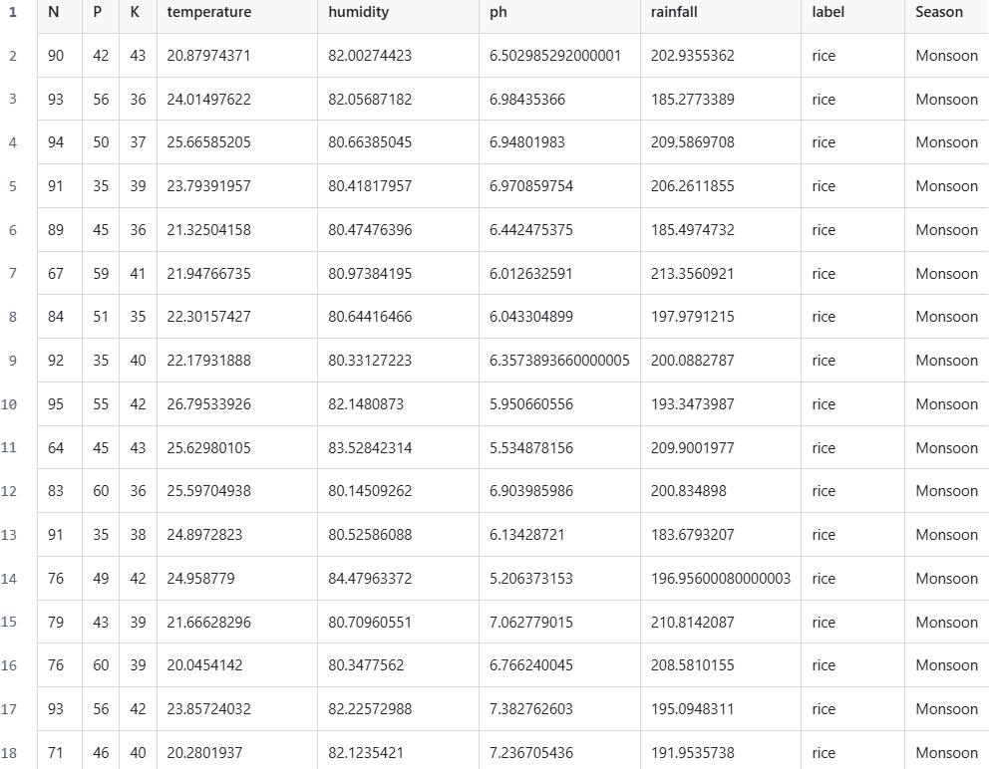 1 N P K temperature humidity ph rainfall label Season
2 90 42 43 20.87974371 82.00274423 6.502985292000001 202.9355362 rice Monsoon
3 93 56 36 24.01497622 82.05687182 6.98435366 185.2773389 rice Monsoon
4 94 50 37 25.66585205 80.66385045 6.94801983 209.5869708 rice Monsoon
5 91 35 39 23.79391957 80.41817957 6.970859754 206.2611855 rice Monsoon
6 89 45 36 21.32504158 80.47476396 6.442475375 185.4974732 rice Monsoon
7 67 59 41 21.94766735 80.97384195 6.012632591 213.3560921 rice Monsoon
8 84 51 35 22.30157427 80.64416466 6.043304899 197.9791215 rice Monsoon
9 92 35 40 22.17931888 80.33127223 6.3573893660000005 200.0882787 rice Monsoon
10 95 55 42 26.79533926 82.1480873 5.950660556 193.3473987 rice Monsoon
11 64 45 43 25.62980105 83.52842314 5.534878156 209.9001977 rice Monsoon
12 83 60 36 25.59704938 80.14509262 6.903985986 200.834898 rice Monsoon
13 91 35 38 24.8972823 80.52586088 6.13428721 183.6793207 rice Monsoon
14 76 49 42 24.958779 84.47963372 5.206373153 196.95600080000003 rice Monsoon
15 79 43 39 21.66628296 80.70960551 7.062779015 210.8142087 rice Monsoon
16 76 60 39 20.0454142 80.3477562 6.766240045 208.5810155 rice Monsoon
17 93 56 42 23.85724032 82.22572988 7.382762603 195.0948311 rice Monsoon
18 71 46 40 20.2801937 82.1235421 7.236705436 191.9535738 rice Monsoon